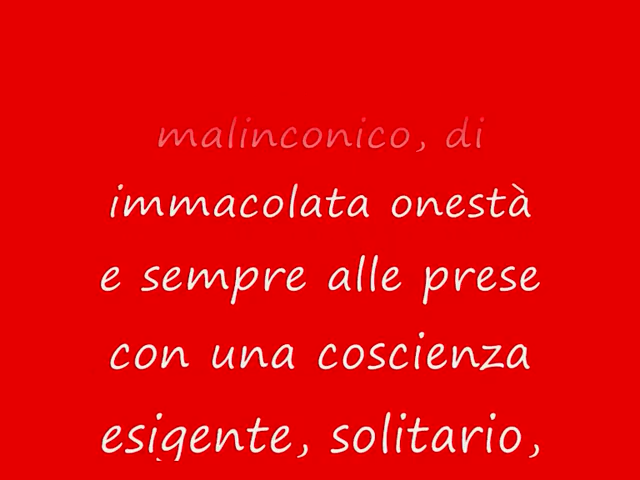 malinconico, di
immacolata onestà
e sempre alle prese
con una coscienza
esigente, solitario,